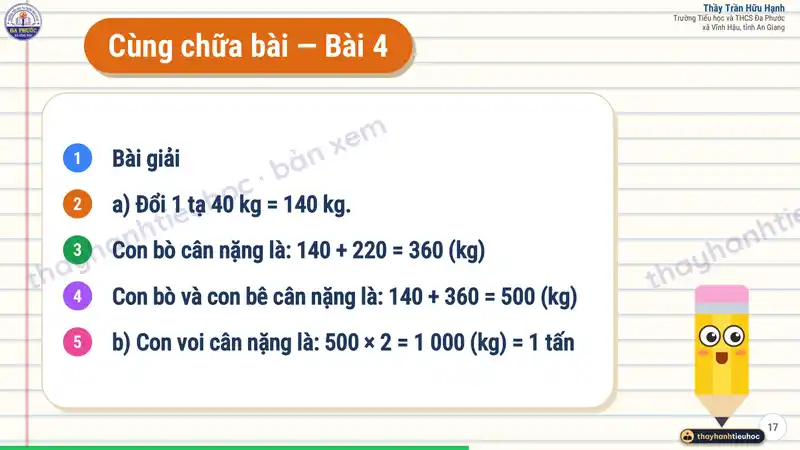 Thầy Trần Hữu Hạnh
Trường Tiểu học và THCS Đa Phước
xã Vĩnh Hậu, tỉnh An Giang
ĐA PHƯỚC
Cùng chữa bài — Bài 4
1 Bài giải
2 a) Đổi 1 tạ 40 kg = 140 kg.
3 Con bò cân nặng là: 140 + 220 = 360 (kg)
4 Con bò và con bê cân nặng là: 140 + 360 = 500 (kg)
5 b) Con voi cân nặng là: 500 × 2 = 1 000 (kg) = 1 tấn
thayhanhtieuhoc · bản xem
thayhanhtieu
thayhanhtieuhoc
17